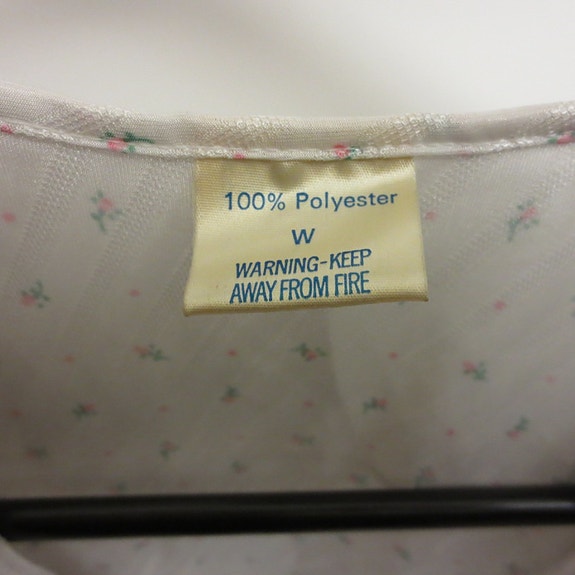 100% Polyester
W
WARNING-KEEP
AWAY FROM FIRE